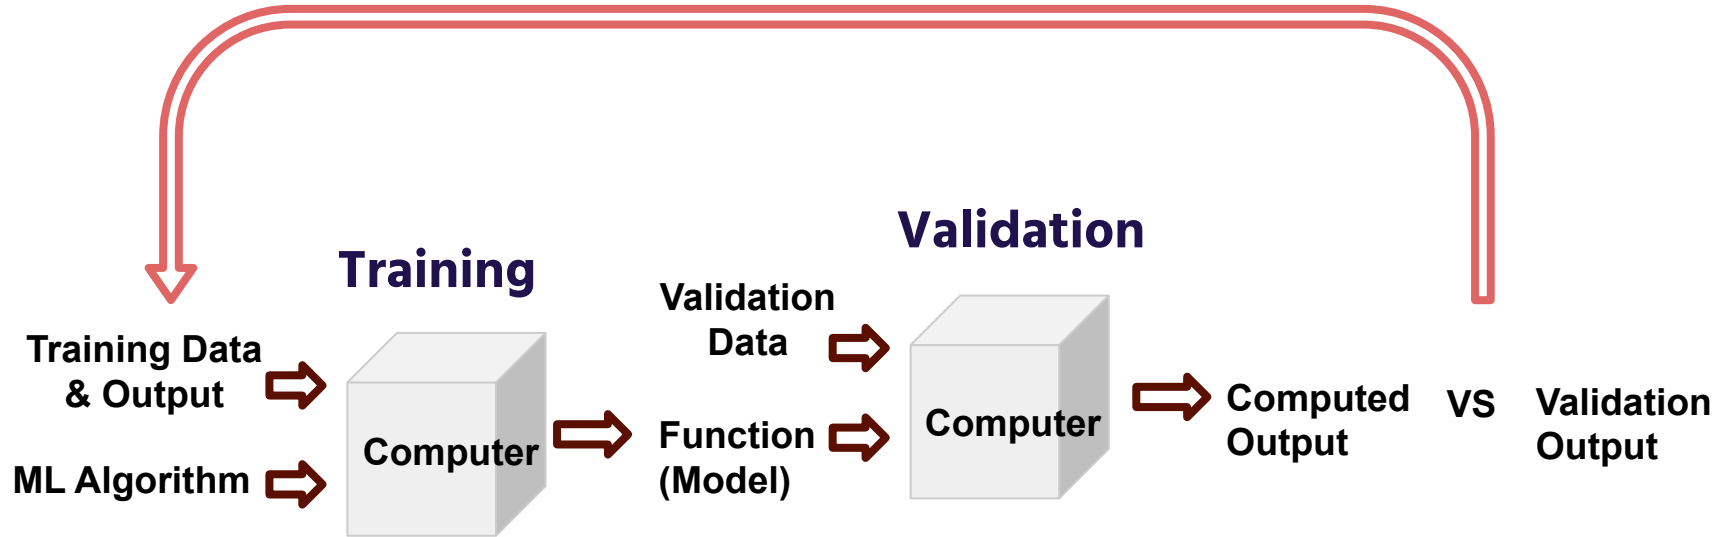 Training
Training Data
& Output
ML Algorithm
Computer
Validation
Validation
Data
Function
(Model)
Computer
Computed
Output
VS
Validation
Output